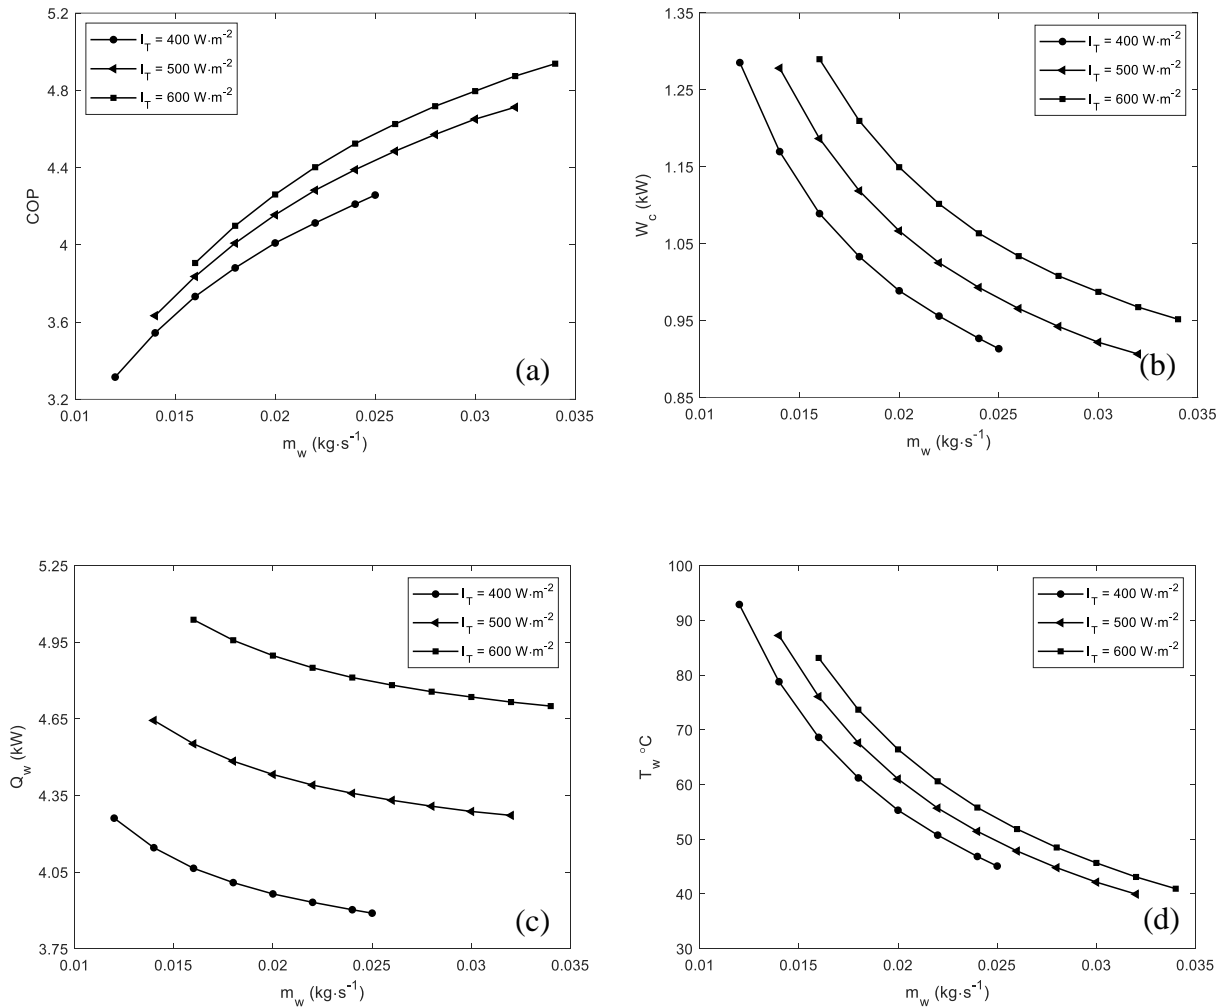 5.2
4.8
4.4
4
3.6
3.2
COP
I_T = 400 W·m⁻²
I_T = 500 W·m⁻²
I_T = 600 W·m⁻²
(a)
0.01 0.015 0.02 0.025 0.03 0.035
m_w (kg·s⁻¹)
1.35
1.25
1.15
1.05
0.95
0.85
W_c (kW)
I_T = 400 W·m⁻²
I_T = 500 W·m⁻²
I_T = 600 W·m⁻²
(b)
0.01 0.015 0.02 0.025 0.03 0.035
m_w (kg·s⁻¹)
5.25
4.95
4.65
4.35
4.05
3.75
Q_w (kW)
I_T = 400 W·m⁻²
I_T = 500 W·m⁻²
I_T = 600 W·m⁻²
(c)
0.01 0.015 0.02 0.025 0.03 0.035
m_w (kg·s⁻¹)
100
90
80
70
60
50
40
30
T_w °C
I_T = 400 W·m⁻²
I_T = 500 W·m⁻²
I_T = 600 W·m⁻²
(d)
0.01 0.015 0.02 0.025 0.03 0.035
m_w (kg·s⁻¹)